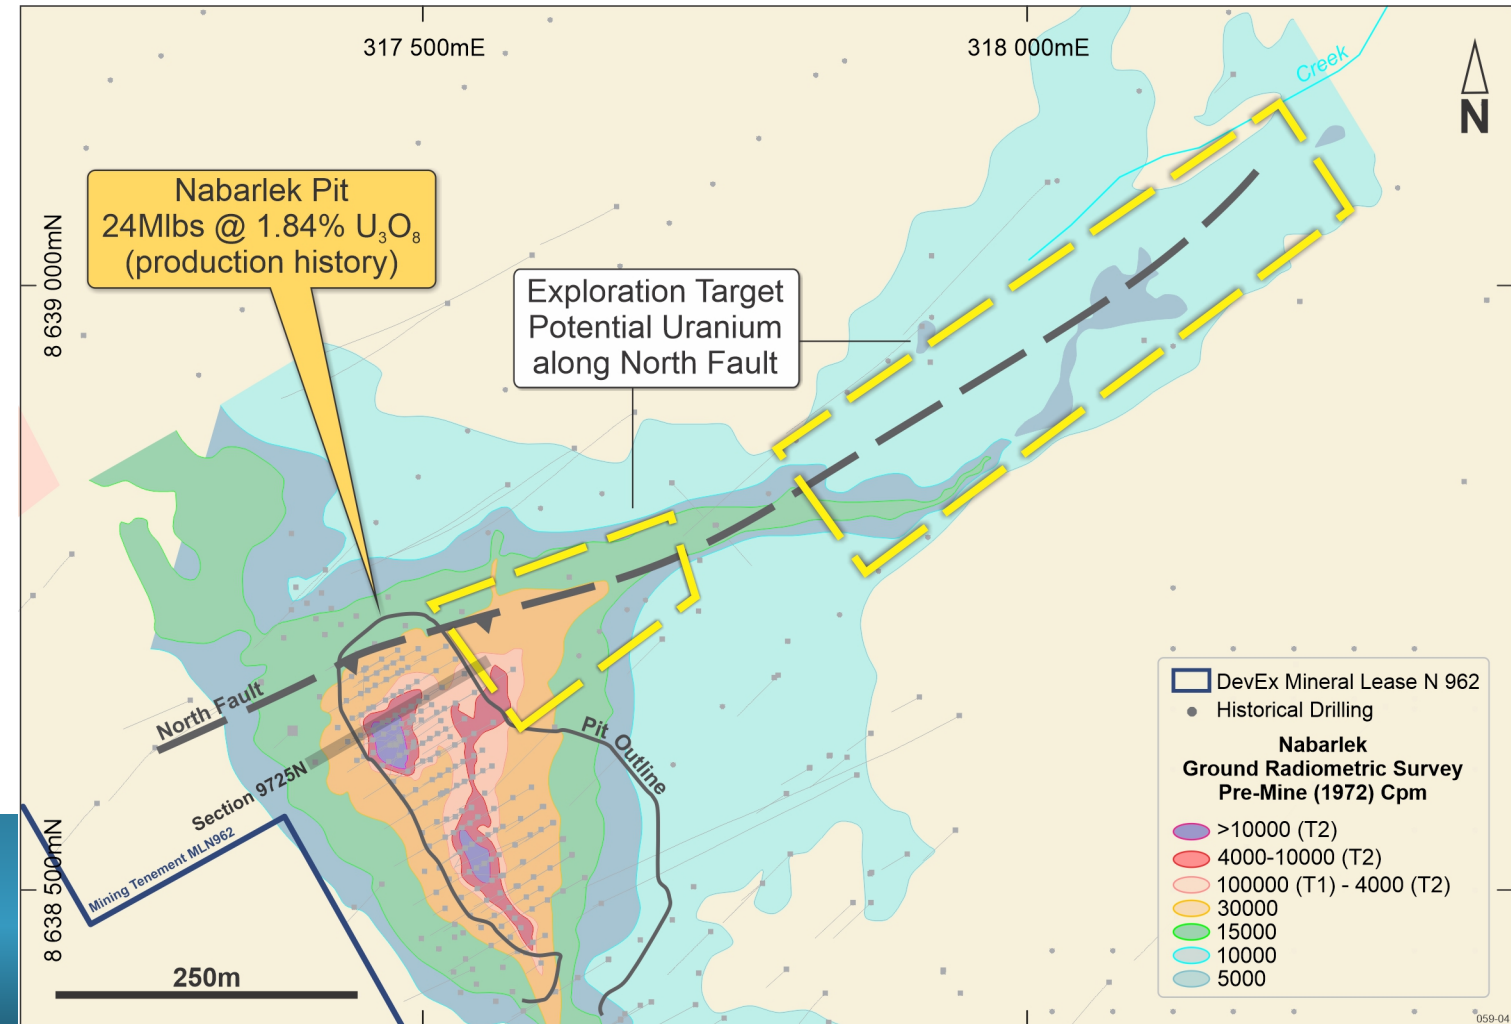 317 500mE
318 000mE
Creek
N
Nabarlek Pit
24Mlbs @ 1.84% U₃O₈
(production history)
8 639 000mN
Exploration Target
Potential Uranium
along North Fault
North Fault
Section 9725N
Pit Outline
Mining Tenement MLN962
8 638 500mN
250m
DevEx Mineral Lease N 962
Historical Drilling
Nabarlek
Ground Radiometric Survey
Pre-Mine (1972) Cpm
>10000 (T2)
4000-10000 (T2)
100000 (T1) - 4000 (T2)
30000
15000
10000
5000
059-04